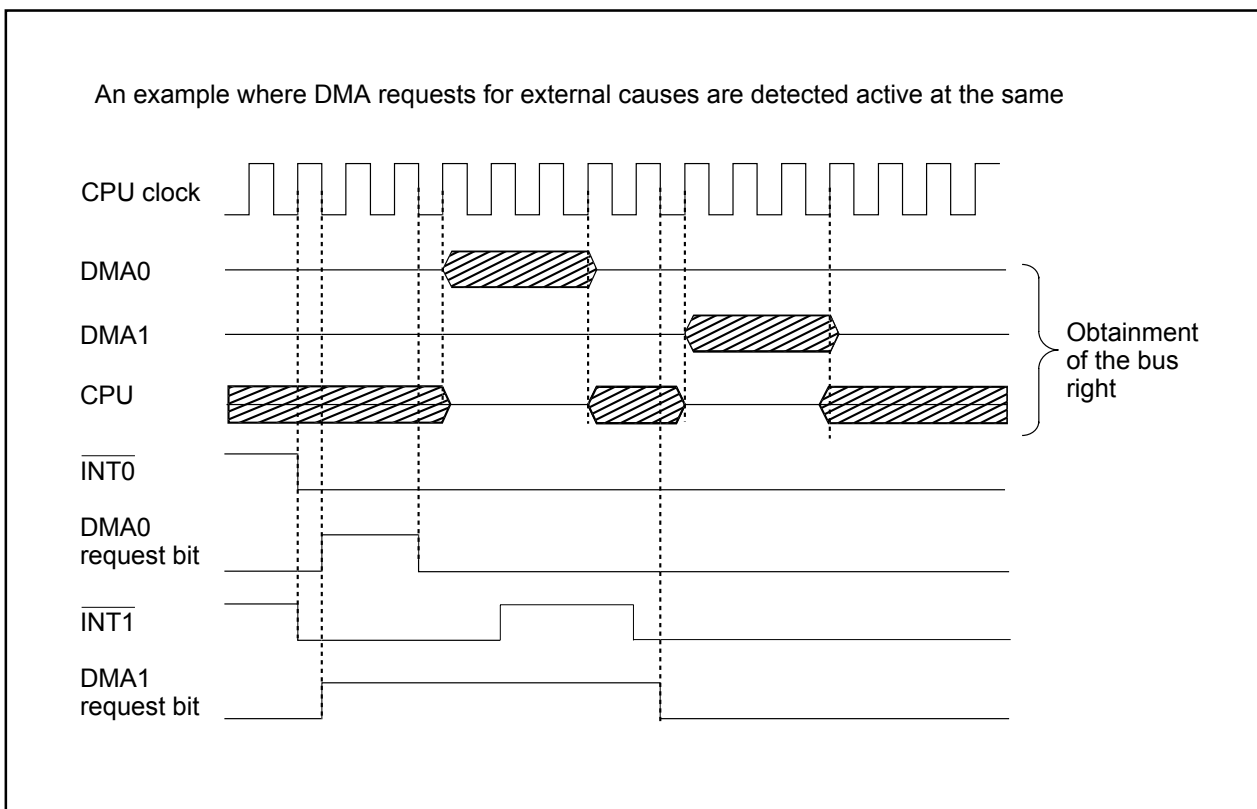 An example where DMA requests for external causes are detected active at the same
CPU clock
DMA0
DMA1
CPU
Obtainment
of the bus
right
INT0
DMA0
request bit
INT1
DMA1
request bit